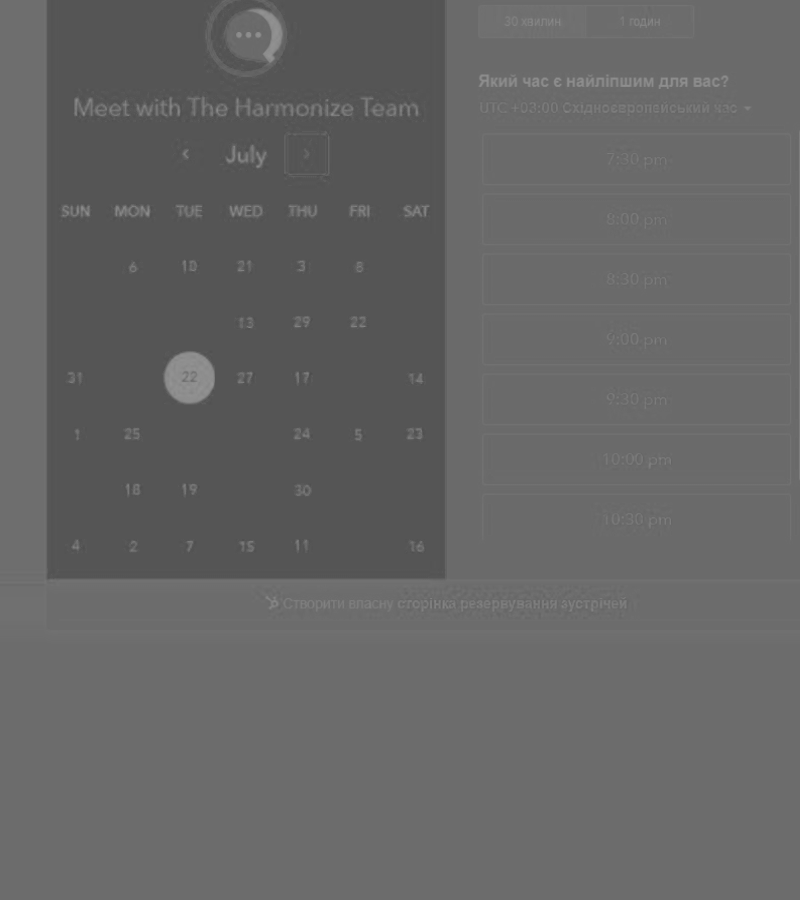 30 хвилин 1 годин
Який час є найліпшим для вас?
UTC +03:00 Східноєвропейський час
Meet with The Harmonize Team
July
SUN MON TUE WED THU FRI SAT
6 10 21 3 8
13 29 22
31 22 27 17 14
1 25 24 5 23
18 19 30
4 2 7 15 11 16
7:30 pm
8:00 pm
8:30 pm
9:00 pm
9:30 pm
10:00 pm
10:30 pm
Створити власну сторінка резервування зустрічей